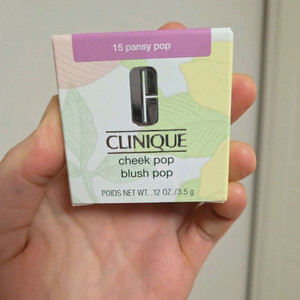 15 pansy pop
CLINIQUE
cheek pop
blush pop
POIDS NET WT. .12 OZ./3.5 g